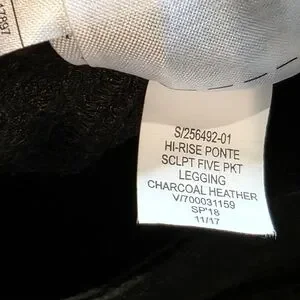 S/256492-01
HI-RISE PONTE
SCLPT FIVE PKT
LEGGING
CHARCOAL HEATHER
V/700031159
SP'18
11/17